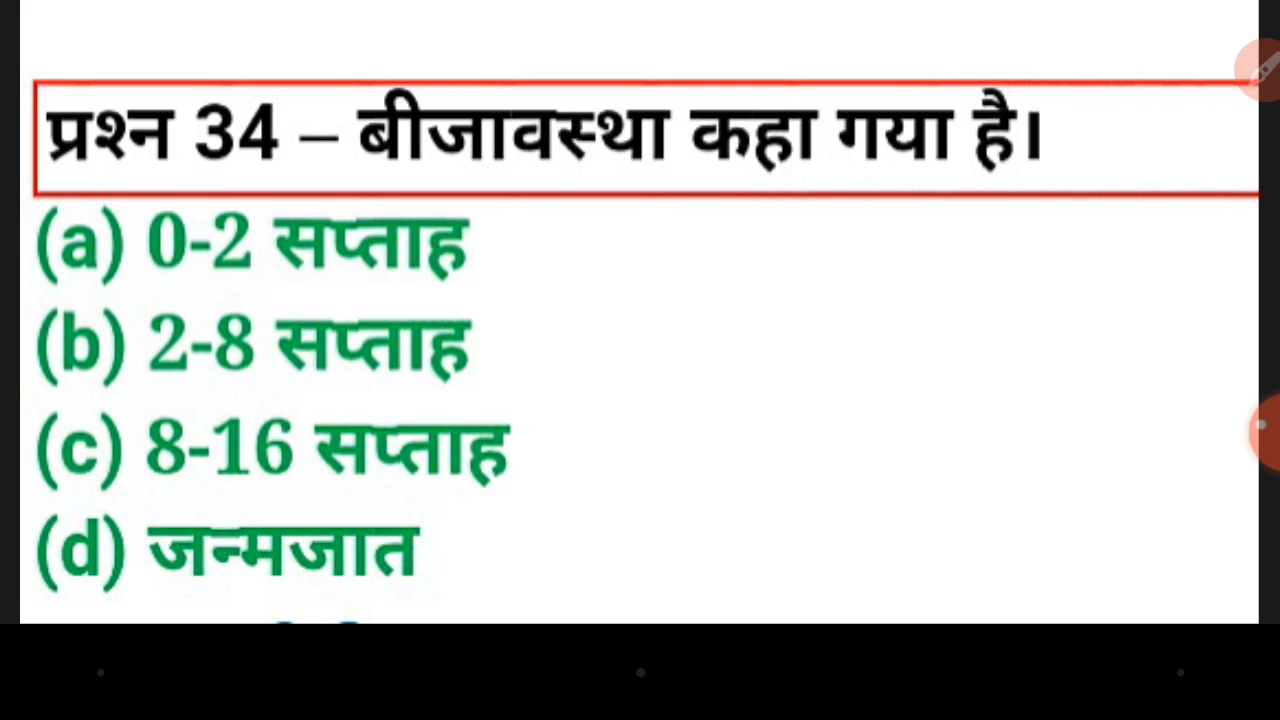 प्रश्न 34 – बीजावस्था कहा गया है।
(a) 0-2 सप्ताह
(b) 2-8 सप्ताह
(c) 8-16 सप्ताह
(d) जन्मजात